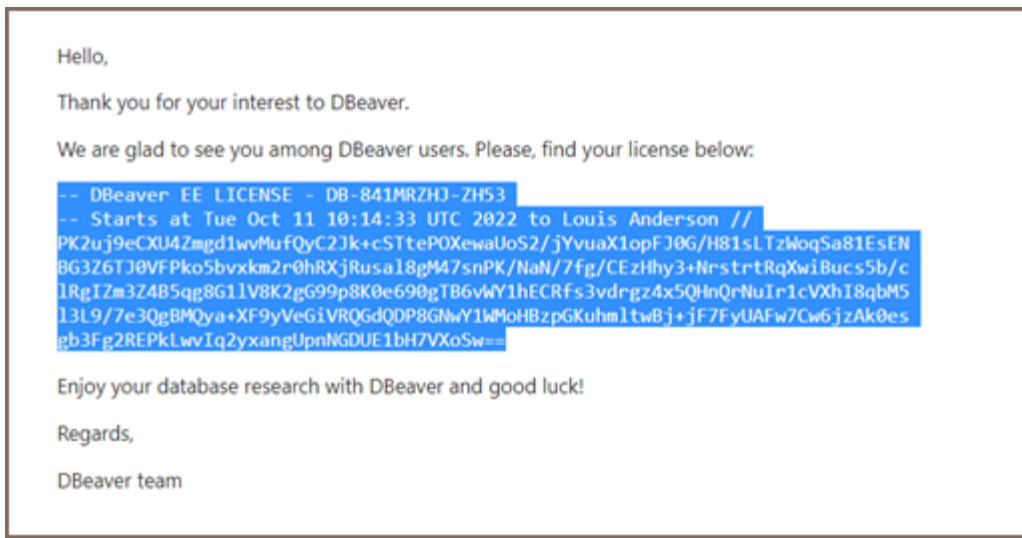 Hello,
Thank you for your interest to DBeaver.
We are glad to see you among DBeaver users. Please, find your license below:
-- DBeaver EE LICENSE - DB-841MRZHJ-ZH53
-- Starts at Tue Oct 11 10:14:33 UTC 2022 to Louis Anderson //
PK2uj9eCXU4Zmgd1wvMufQyC2Jk+cSTtePOXewaUoS2/jYvuaX1opFJ0G/H81sLTzWoqSa81EsEN
BG3Z6TJ0VFPko5bvxkm2r0hRXjRusal8gM47snPK/NaN/7fg/CEzHhy3+NrstrtRqXwiBucs5b/c
lRgIZm3Z4B5qg8G1lV8K2gG99p8K0e690gTB6vWY1hECRfs3vdrgz4x5QHnQrNuIr1cVXhI8qbM5
l3L9/7e3QgBMQya+XF9yVeGiVRQGdQDP8GNwY1WMoHBzpGKuhmltwBj+jF7FyUAFw7Cw6jzAk0es
gb3Fg2REPkLwvIq2yxangUpnNGDUE1bH7VXoSw==
Enjoy your database research with DBeaver and good luck!
Regards,
DBeaver team